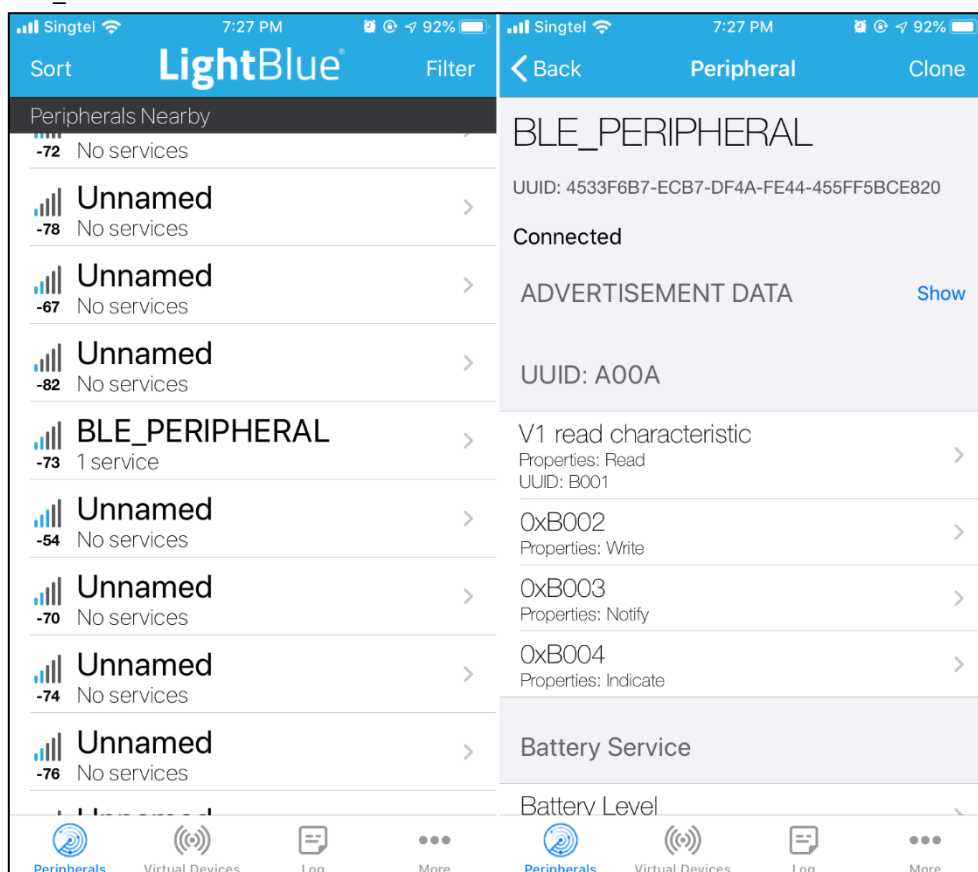 Singtel 7:27 PM 92%
Sort LightBlue Filter
Peripherals Nearby
-72 No services
Unnamed
-78 No services
Unnamed
-67 No services
Unnamed
-82 No services
BLE_PERIPHERAL
-73 1 service
Unnamed
-54 No services
Unnamed
-70 No services
Unnamed
-74 No services
Unnamed
-76 No services
Peripherals Virtual Devices Log More
Singtel 7:27 PM 92%
Back Peripheral Clone
BLE_PERIPHERAL
UUID: 4533F6B7-ECB7-DF4A-FE44-455FF5BCE820
Connected
ADVERTISEMENT DATA Show
UUID: A00A
V1 read characteristic
Properties: Read
UUID: B001
0xB002
Properties: Write
0xB003
Properties: Notify
0xB004
Properties: Indicate
Battery Service
Battery Level
Peripherals Virtual Devices Log More